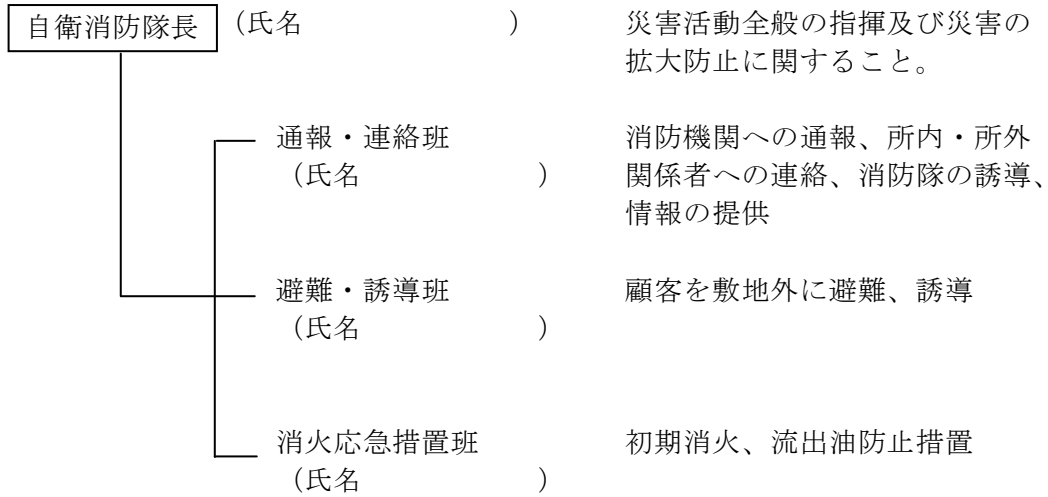 自衛消防隊長 (氏名　　　　　　　) 災害活動全般の指揮及び災害の
拡大防止に関すること。
通報・連絡班 消防機関への通報、所内・所外
(氏名　　　　　　) 関係者への連絡、消防隊の誘導、
情報の提供
避難・誘導班 顧客を敷地外に避難、誘導
(氏名　　　　　　)
消火応急措置班 初期消火、流出油防止措置
(氏名　　　　　　)